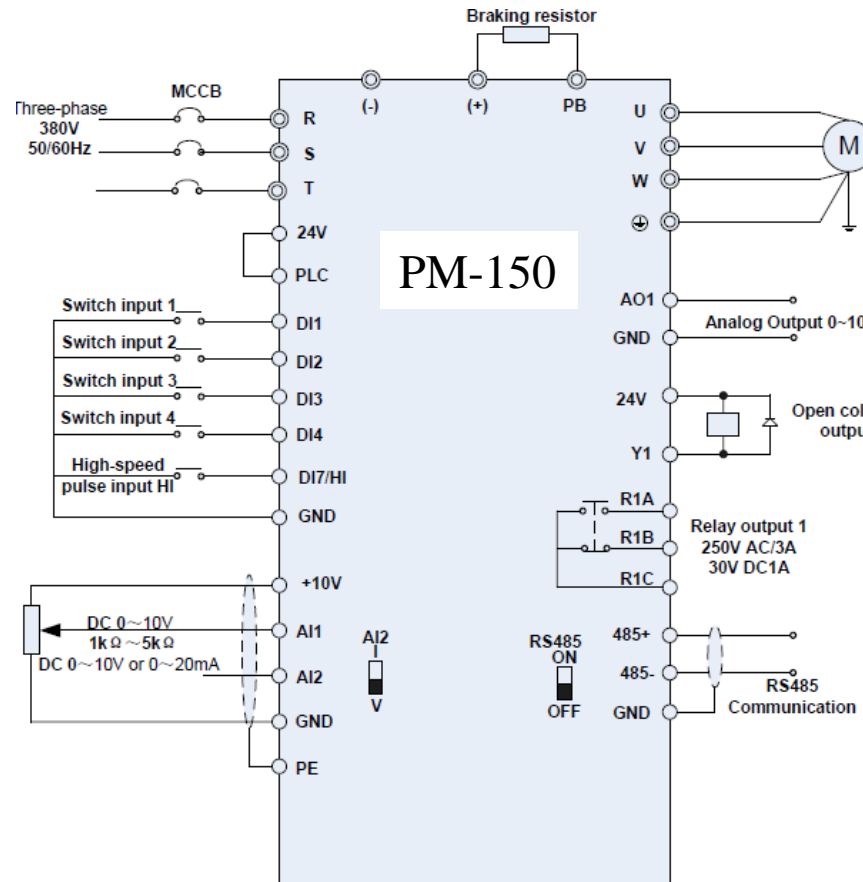 Braking resistor
MCCB
(-)
(+)
PB
Three-phase
380V
50/60Hz
R
S
T
U
V
W
M
24V
PLC
PM-150
Switch input 1
DI1
Switch input 2
DI2
Switch input 3
DI3
Switch input 4
DI4
High-speed
pulse input HI
DI7/HI
GND
AO1
GND
Analog Output 0~10
24V
Y1
Open col
outpu
R1A
R1B
R1C
Relay output 1
250V AC/3A
30V DC1A
+10V
DC 0~10V
1kΩ~5kΩ
DC 0~10V or 0~20mA
AI1
AI2
GND
PE
AI2
I
V
RS485
ON
OFF
485+
485-
GND
RS485
Communication